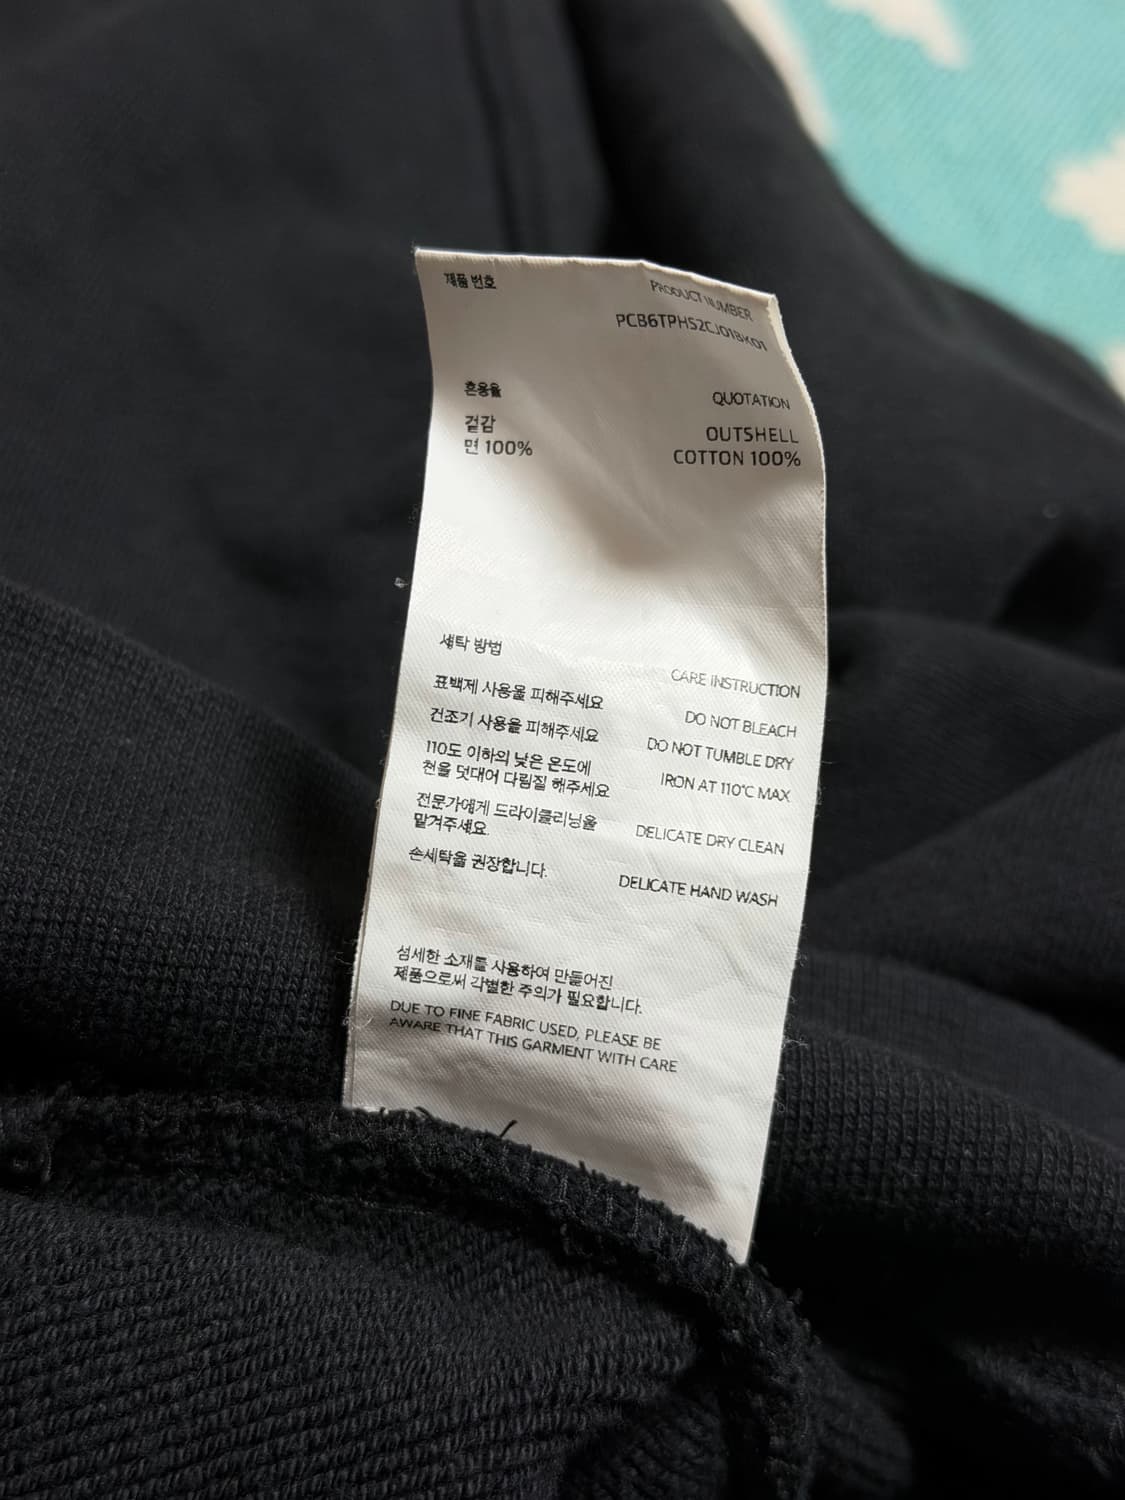 제품 번호 PRODUCT NUMBER
PCB6TPHS2CJ01BK01
혼용율 QUOTATION
겉감 OUTSHELL
면 100% COTTON 100%
세탁 방법 CARE INSTRUCTION
표백제 사용을 피해주세요 DO NOT BLEACH
건조기 사용을 피해주세요 DO NOT TUMBLE DRY
110도 이하의 낮은 온도에 IRON AT 110℃ MAX
천을 덧대어 다림질 해주세요
전문가에게 드라이클리닝을 DELICATE DRY CLEAN
맡겨주세요.
손세탁을 권장합니다. DELICATE HAND WASH
섬세한 소재를 사용하여 만들어진
제품으로써 각별한 주의가 필요합니다.
DUE TO FINE FABRIC USED, PLEASE BE
AWARE THAT THIS GARMENT WITH CARE